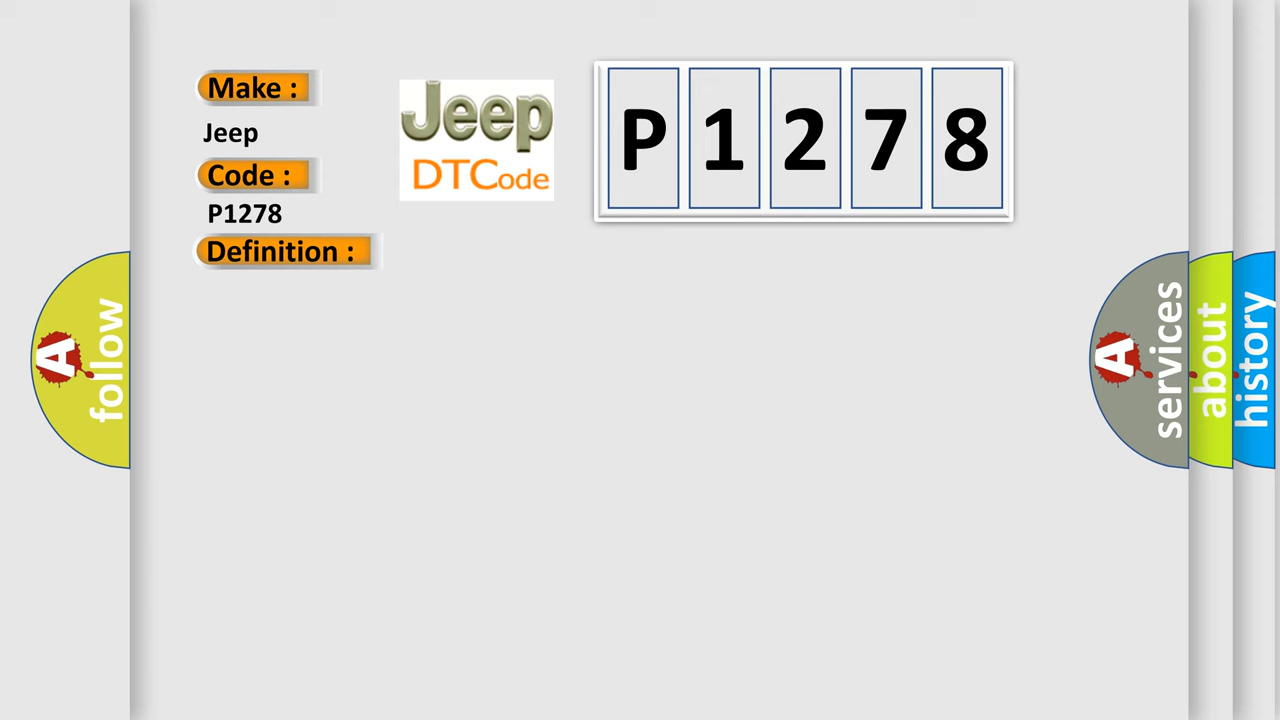 Make :
Jeep
Code :
P1278
Definition :
Jeep
DTCode
P 1 2 7 8
A follow
A services
about
history